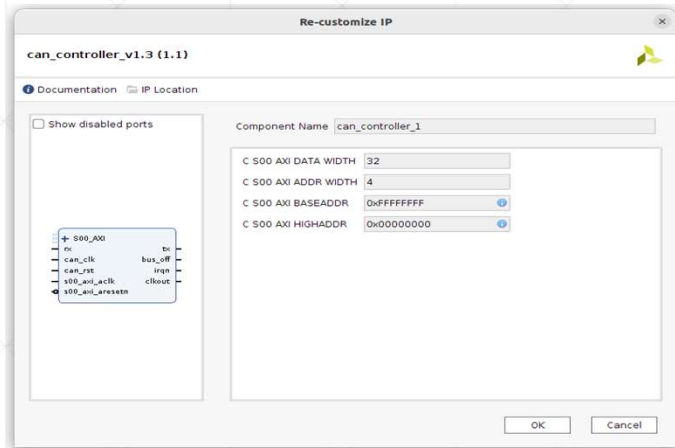 Re-customize IP
can_controller_v1.3 (1.1)
Documentation IP Location
Show disabled ports
S00_AXI
rx tx
can_clk bus_off
can_rst irqn
s00_axi_aclk clkout
s00_axi_aresetn
Component Name can_controller_1
C S00 AXI DATA WIDTH 32
C S00 AXI ADDR WIDTH 4
C S00 AXI BASEADDR 0xFFFFFFFF
C S00 AXI HIGHADDR 0x00000000
OK Cancel